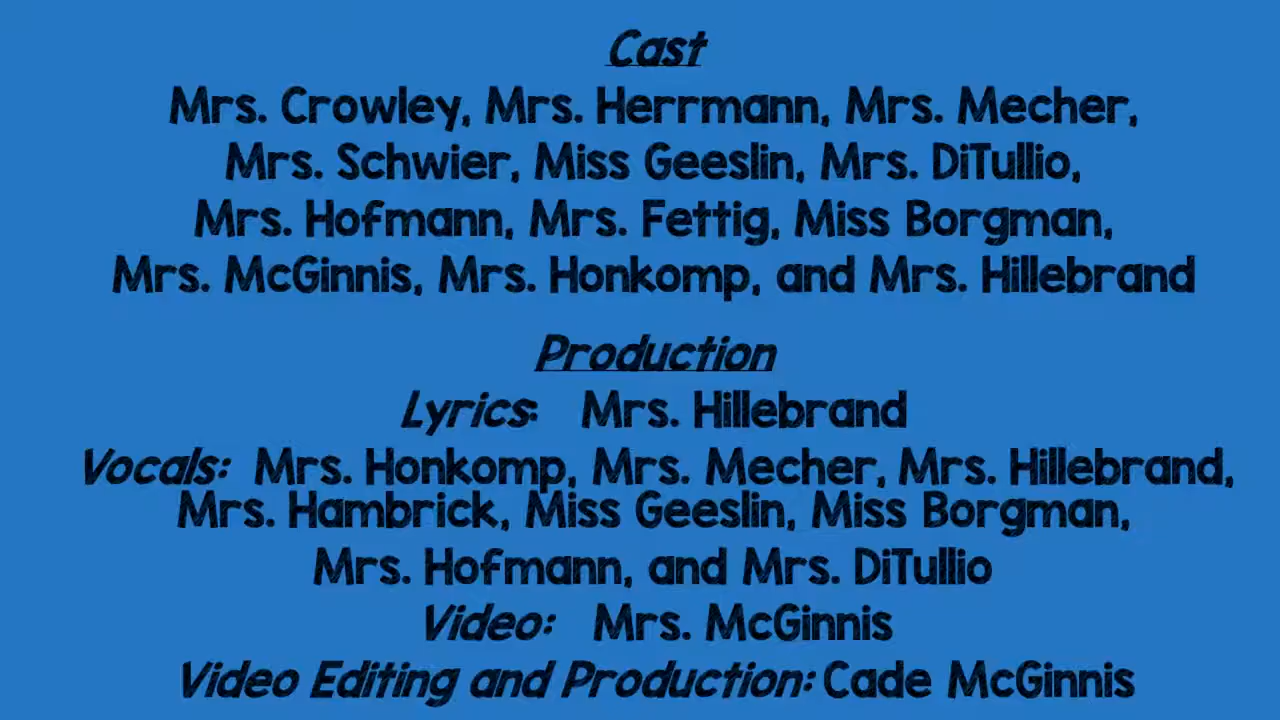 Cast
Mrs. Crowley, Mrs. Herrmann, Mrs. Mecher,
Mrs. Schwier, Miss Geeslin, Mrs. DiTullio,
Mrs. Hofmann, Mrs. Fettig, Miss Borgman,
Mrs. McGinnis, Mrs. Honkomp, and Mrs. Hillebrand
Production
Lyrics: Mrs. Hillebrand
Vocals: Mrs. Honkomp, Mrs. Mecher, Mrs. Hillebrand,
Mrs. Hambrick, Miss Geeslin, Miss Borgman,
Mrs. Hofmann, and Mrs. DiTullio
Video: Mrs. McGinnis
Video Editing and Production: Cade McGinnis